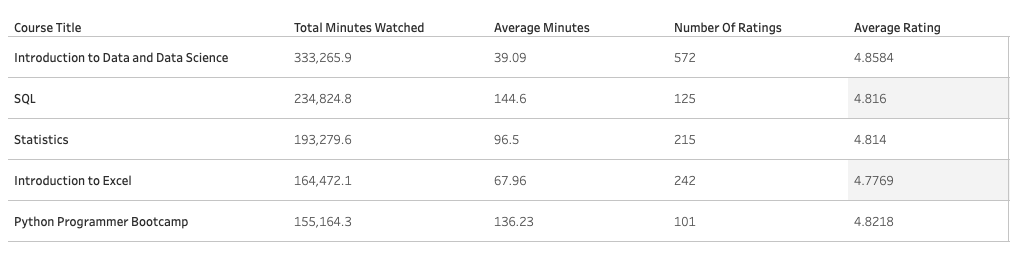 Course Title Total Minutes Watched Average Minutes Number Of Ratings Average Rating
Introduction to Data and Data Science 333,265.9 39.09 572 4.8584
SQL 234,824.8 144.6 125 4.816
Statistics 193,279.6 96.5 215 4.814
Introduction to Excel 164,472.1 67.96 242 4.7769
Python Programmer Bootcamp 155,164.3 136.23 101 4.8218